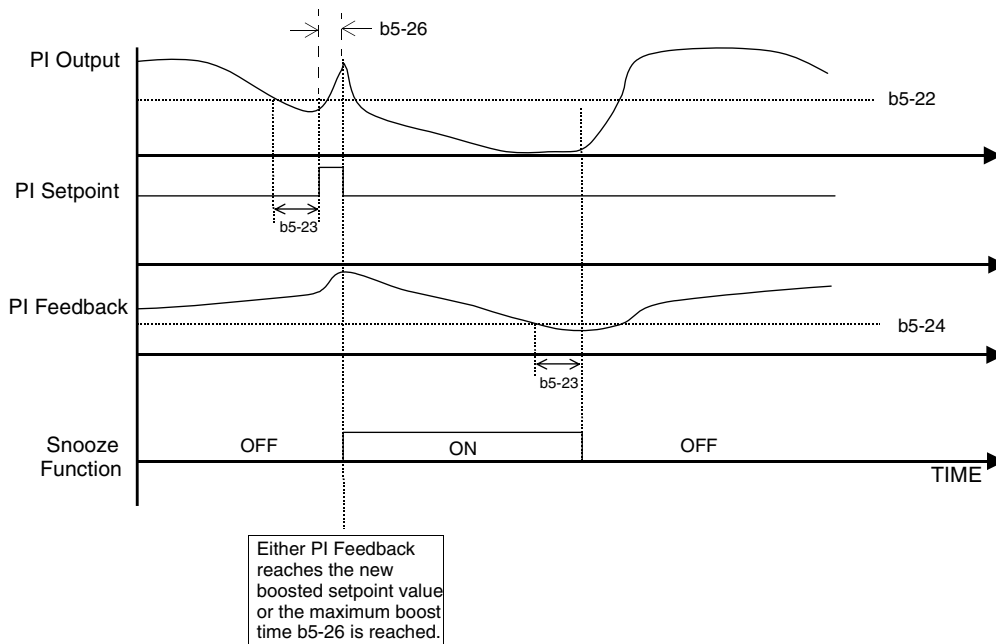 b5-26
PI Output
b5-22
PI Setpoint
b5-23
PI Feedback
b5-24
b5-23
Snooze
Function
OFF
ON
OFF
TIME
Either PI Feedback
reaches the new
boosted setpoint value
or the maximum boost
time b5-26 is reached.